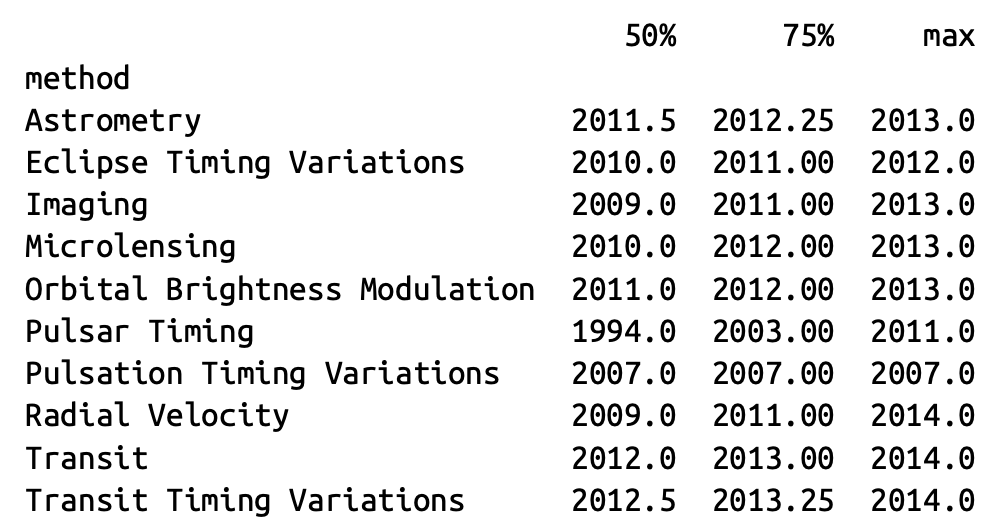 50% 75% max
method
Astrometry 2011.5 2012.25 2013.0
Eclipse Timing Variations 2010.0 2011.00 2012.0
Imaging 2009.0 2011.00 2013.0
Microlensing 2010.0 2012.00 2013.0
Orbital Brightness Modulation 2011.0 2012.00 2013.0
Pulsar Timing 1994.0 2003.00 2011.0
Pulsation Timing Variations 2007.0 2007.00 2007.0
Radial Velocity 2009.0 2011.00 2014.0
Transit 2012.0 2013.00 2014.0
Transit Timing Variations 2012.5 2013.25 2014.0